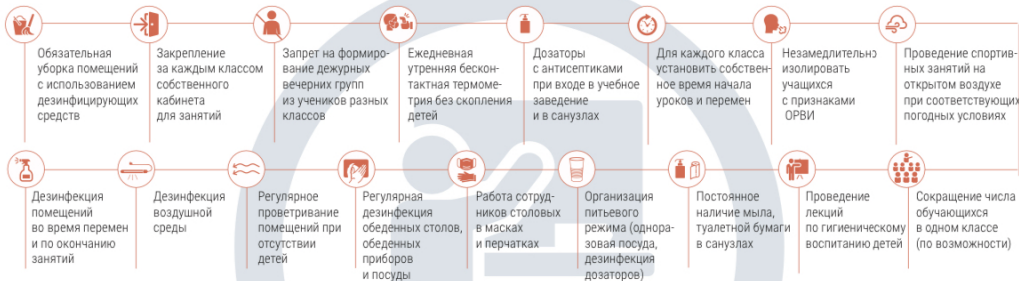 Обязательная
уборка помещений
с использованием
дезинфицирующих
средств
Закрепление
за каждым классом
собственного
кабинета
для занятий
Запрет на формиро-
вание дежурных
вечерних групп
из учеников разных
классов
Ежедневная
утренняя бескон-
тактная термоме-
трия без скопления
детей
Дозаторы
с антисептиками
при входе в учебное
заведение
и в санузлах
Для каждого класса
установить собствен-
ное время начала
уроков и перемен
Незамедлительно
изолировать
учащихся
с признаками
ОРВИ
Проведение спортив-
ных занятий на
открытом воздухе
при соответствующих
погодных условиях
Дезинфекция
помещений
во время перемен
и по окончанию
занятий
Дезинфекция
воздушной
среды
Регулярное
проветривание
помещений при
отсутствии
детей
Регулярная
дезинфекция
обеденных столов,
обеденных
приборов
и посуды
Работа сотруд-
ников столовых
в масках
и перчатках
Организация
питьевого
режима (однора-
зовая посуда,
дезинфекция
дозаторов)
Постоянное
наличие мыла,
туалетной бумаги
в санузлах
Проведение
лекций
по гигиеническому
воспитанию детей
Сокращение числа
обучающихся
в одном классе
(по возможности)